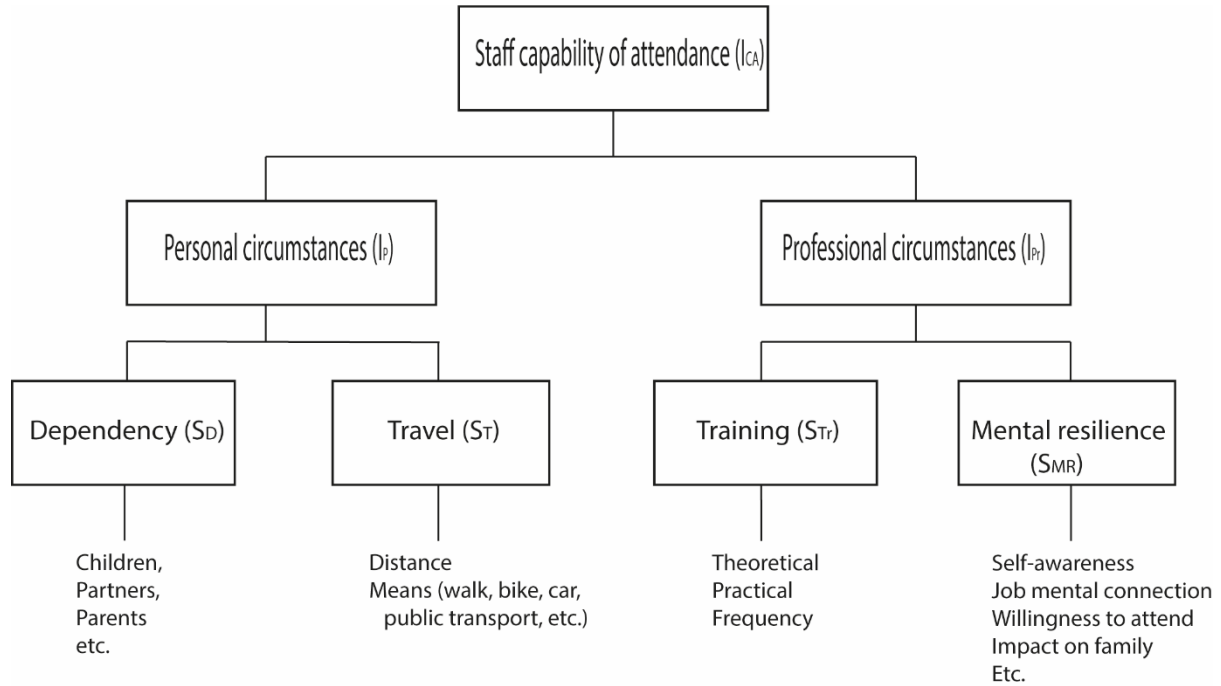 Staff capability of attendance (ICA)
Personal circumstances (IP)
Professional circumstances (IPr)
Dependency (SD)
Travel (ST)
Training (STr)
Mental resilience
(SMR)
Children,
Partners,
Parents
etc.
Distance
Means (walk, bike, car,
public transport, etc.)
Theoretical
Practical
Frequency
Self-awareness
Job mental connection
Willingness to attend
Impact on family
Etc.